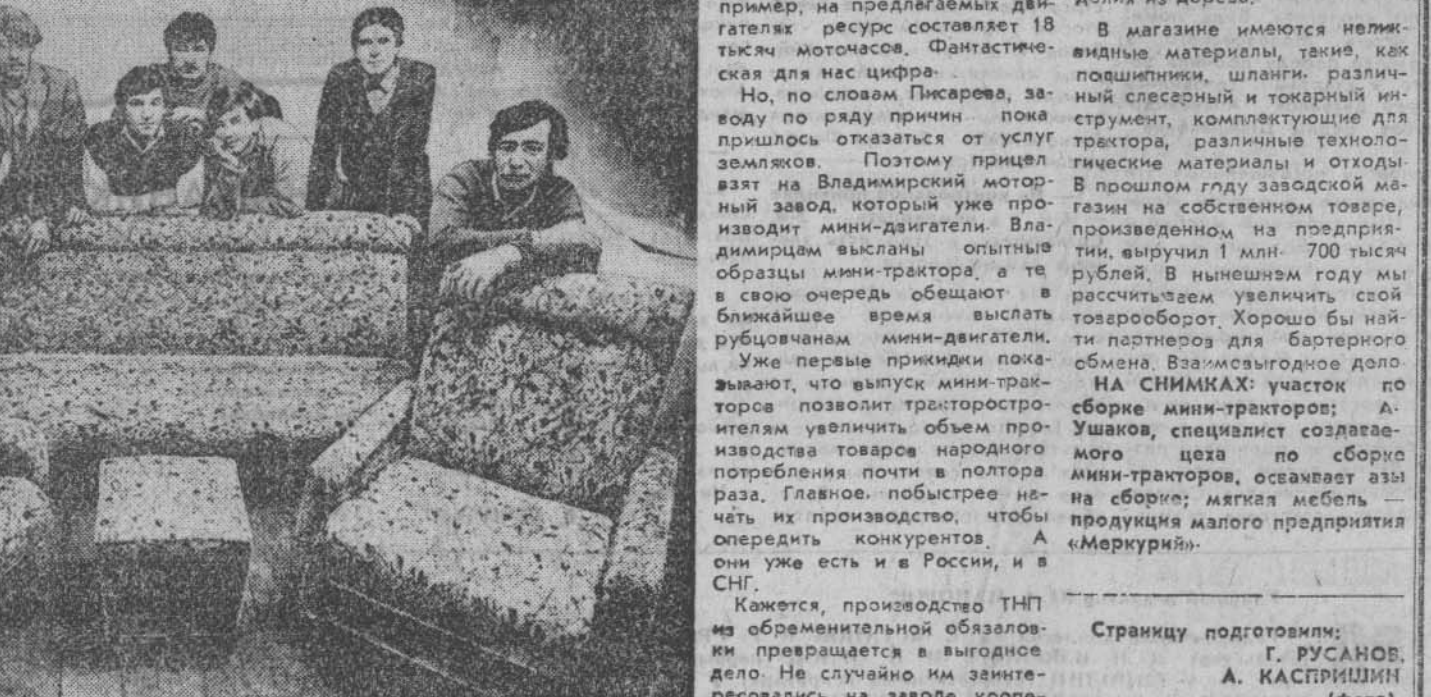 пример, на предлагаемых дви-
гателях ресурс составляет 18
тысяч моточасов. Фантастиче-
ская для нас цифра.
Но, по словам Писарева, за-
воду по ряду причин пока
пришлось отказаться от услуг
земляков. Поэтому прицел
взят на Владимирский мотор-
ный завод, который уже про-
изводит мини-двигатели. Вла-
димирцам высланы опытные
образцы мини-трактора, а те
в свою очередь обещают в
ближайшее время выслать
рубцовчанам мини-двигатели.
Уже первые прикидки пока-
зывают, что выпуск мини-трак-
торов позволит тракторостро-
ителям увеличить объем про-
изводства товаров народного
потребления почти в полтора
раза. Главное, побыстрее на-
чать их производство, чтобы
опередить конкурентов. А
они уже есть и в России, и в
СНГ.
Кажется, производство ТНП
из обременительной обязалов-
ки превращается в выгодное
дело. Не случайно им заинте-
ресовались на заводе коопе-
делия из дерева.
В магазине имеются нелик-
видные материалы, такие, как
подшипники, шланги, различ-
ный слесарный и токарный ин-
струмент, комплектующие для
трактора, различные техноло-
гические материалы и отходы.
В прошлом году заводской ма-
газин на собственном товаре,
произведенном на предприя-
тии, выручил 1 млн. 700 тысяч
рублей. В нынешнем году мы
рассчитываем увеличить свой
товарооборот. Хорошо бы най-
ти партнеров для бартерного
обмена. Взаимовыгодное дело.
НА СНИМКАХ: участок по
сборке мини-тракторов; А.
Ушаков, специалист создавае-
мого цеха по сборке
мини-тракторов, осваивает азы
на сборке; мягкая мебель —
продукция малого предприятия
«Меркурий».
Страницу подготовили:
Г. РУСАНОВ,
А. КАСПРИШИН